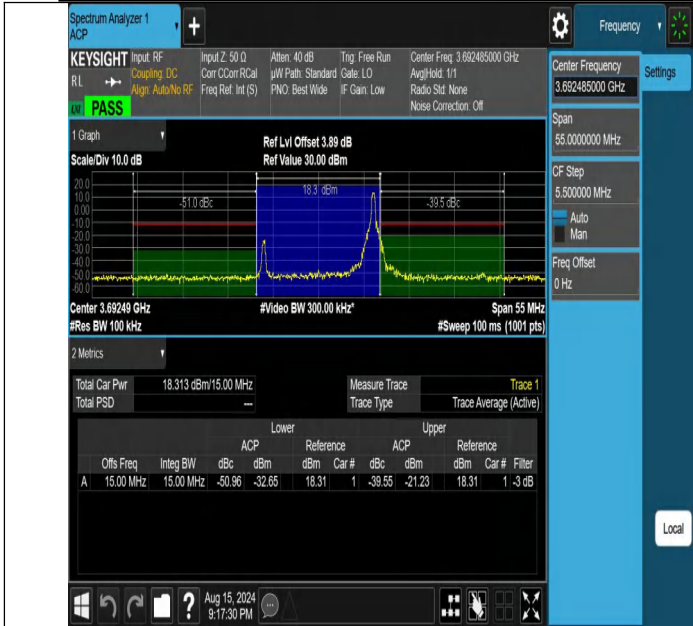 Spectrum Analyzer 1
ACP
+
Frequency
KEYSIGHT
RL
LXI
PASS
Input: RF
Coupling: DC
Align: Auto/No RF
Input Z: 50 Ω
Corr CCorr RCal
Freq Ref: Int (S)
Atten: 40 dB
µW Path: Standard
PNO: Best Wide
Trig: Free Run
Gate: LO
IF Gain: Low
Center Freq: 3.692485000 GHz
Avg|Hold: 1/1
Radio Std: None
Noise Correction: Off
Center Frequency
3.692485000 GHz
Settings
Span
55.0000000 MHz
CF Step
5.500000 MHz
Auto
Man
Freq Offset
0 Hz
Local
1 Graph
Scale/Div 10.0 dB
Ref Lvl Offset 3.89 dB
Ref Value 30.00 dBm
20.0
10.0
0.00
-10.0
-20.0
-30.0
-40.0
-50.0
-60.0
-51.0 dBc
18.3 dBm
-39.5 dBc
Center 3.69249 GHz
#Video BW 300.00 kHz*
Span 55 MHz
#Res BW 100 kHz
#Sweep 100 ms (1001 pts)
2 Metrics
Total Car Pwr 18.313 dBm/15.00 MHz
Total PSD ---
Measure Trace Trace 1
Trace Type Trace Average (Active)
Lower Upper
ACP Reference ACP Reference
Offs Freq Integ BW dBc dBm dBm Car # dBc dBm dBm Car # Filter
A 15.00 MHz 15.00 MHz -50.96 -32.65 18.31 1 -39.55 -21.23 18.31 1 -3 dB
?
Aug 15, 2024
9:17:30 PM